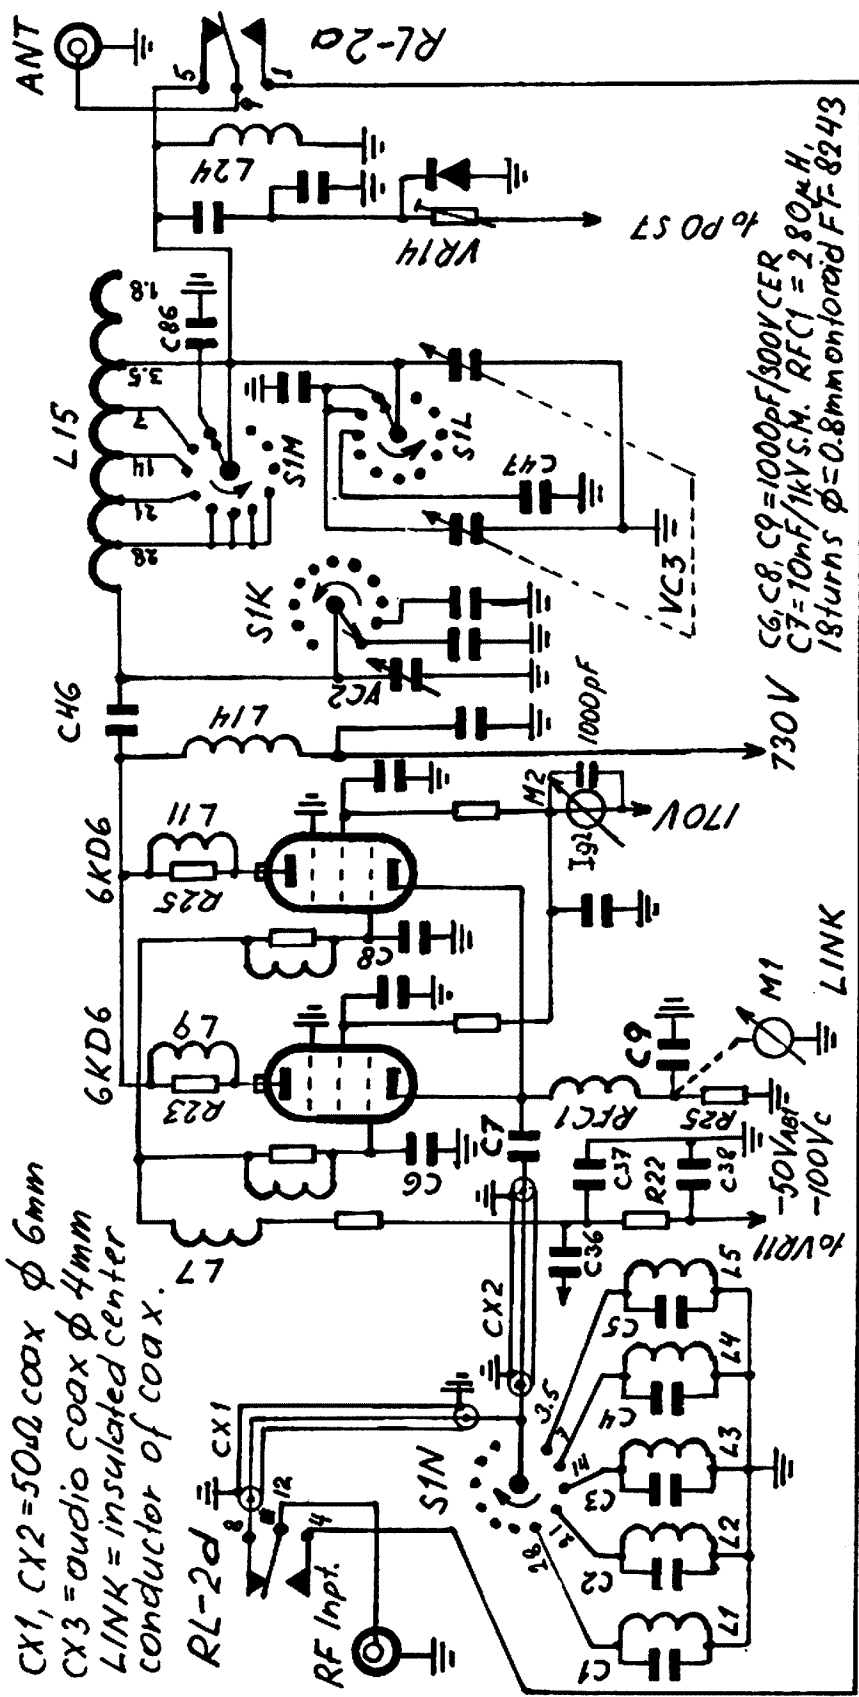 CX1, CX2=50Ω coax ϕ 6mm
CX3=audio coax ϕ 4mm
LINK=insulated center
conductor of coax.
RL-2d
RF Inpt.
8
11
12
4
CX1
S1N
28
21
14
7
3.5
C1
L1
C2
L2
C3
L3
C4
L4
C5
L5
CX2
C7
L7
C36
C37
R22
C38
to VR11
-50VABT=
-100Vc
6KD6
L9
R23
C6
RFC1
C9
R25
M1
LINK
6KD6
L11
R25
C8
M2
Ig2
1000pF
170V
C46
L14
730V
VC2
S1K
L15
28
21
14
7
3.5
1.8
S1M
C86
S1L
C47
VC3
L24
VR14
to PO S7
ANT
5
9
1
RL-2a
C6,C8,C9=1000pF/300V CER
C7=10nF/1kV S.M. RFC1=280μH,
18turns ϕ=0.8mm on toroid FT-8243